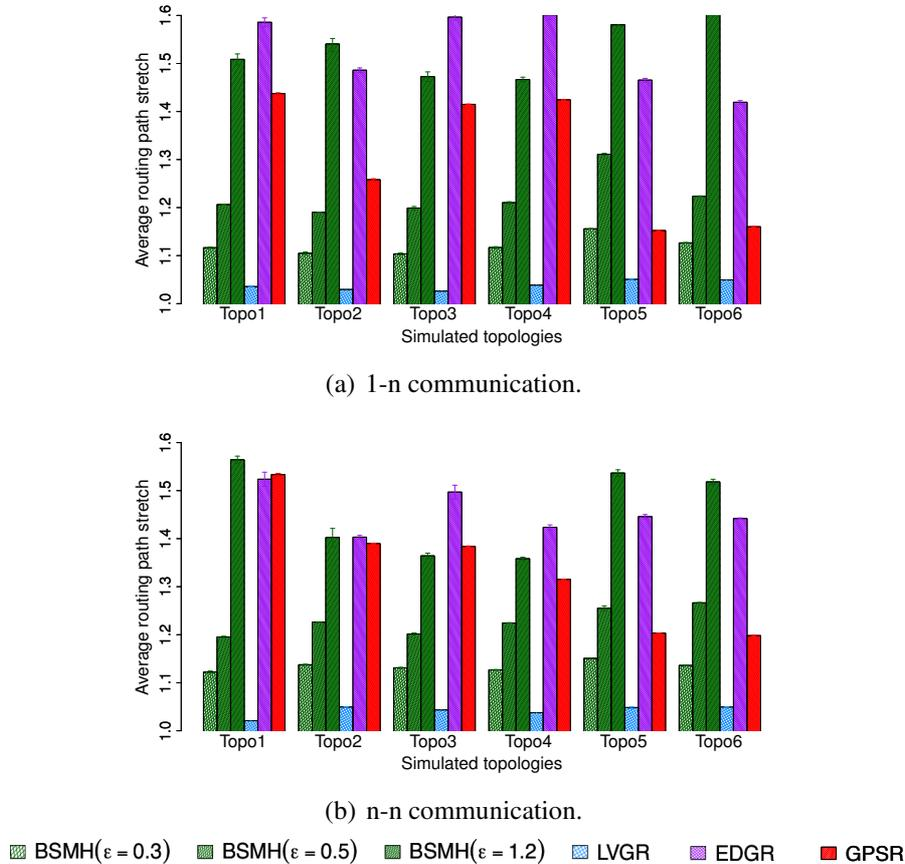 Average routing path stretch
1.6
1.5
1.4
1.3
1.2
1.1
1.0
Topo1 Topo2 Topo3 Topo4 Topo5 Topo6
Simulated topologies
(a) 1-n communication.
Average routing path stretch
1.6
1.5
1.4
1.3
1.2
1.1
1.0
Topo1 Topo2 Topo3 Topo4 Topo5 Topo6
Simulated topologies
(b) n-n communication.
BSMH(ε = 0.3) BSMH(ε = 0.5) BSMH(ε = 1.2) LVGR EDGR GPSR